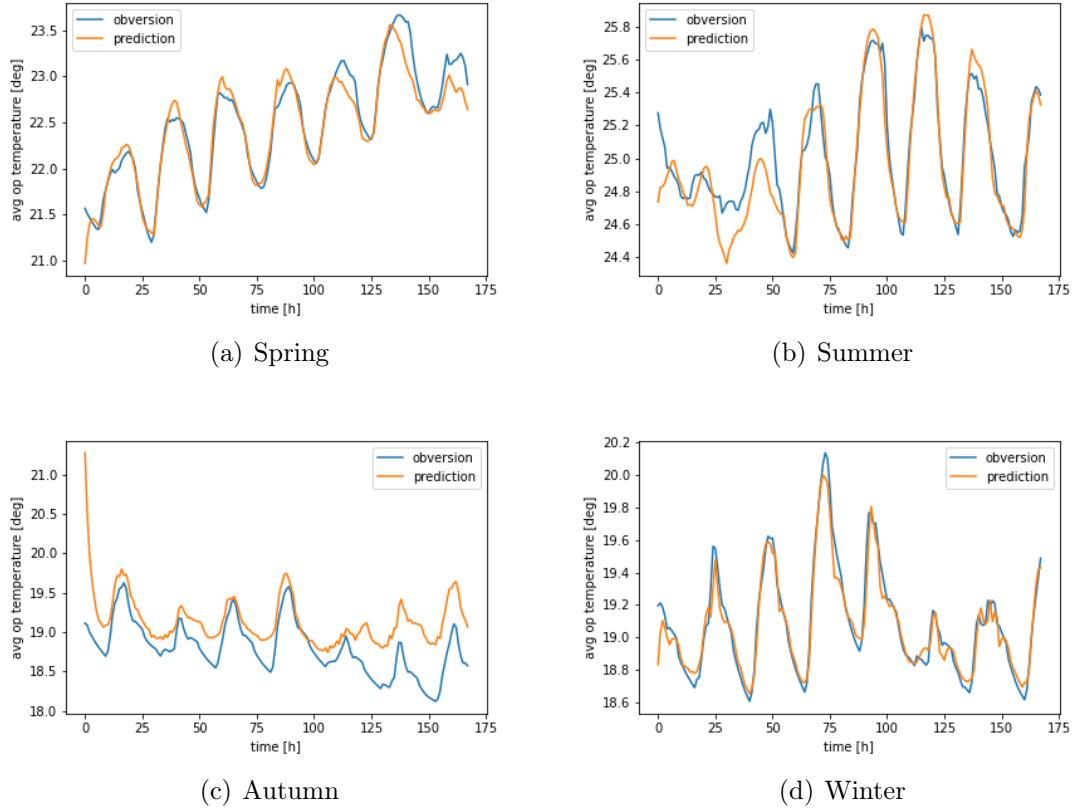 obversion
prediction
avg op temperature [deg]
23.5
23.0
22.5
22.0
21.5
21.0
0 25 50 75 100 125 150 175
time [h]
(a) Spring
obversion
prediction
avg op temperature [deg]
25.8
25.6
25.4
25.2
25.0
24.8
24.6
24.4
0 25 50 75 100 125 150 175
time [h]
(b) Summer
obversion
prediction
avg op temperature [deg]
21.0
20.5
20.0
19.5
19.0
18.5
18.0
0 25 50 75 100 125 150 175
time [h]
(c) Autumn
obversion
prediction
avg op temperature [deg]
20.2
20.0
19.8
19.6
19.4
19.2
19.0
18.8
18.6
0 25 50 75 100 125 150 175
time [h]
(d) Winter